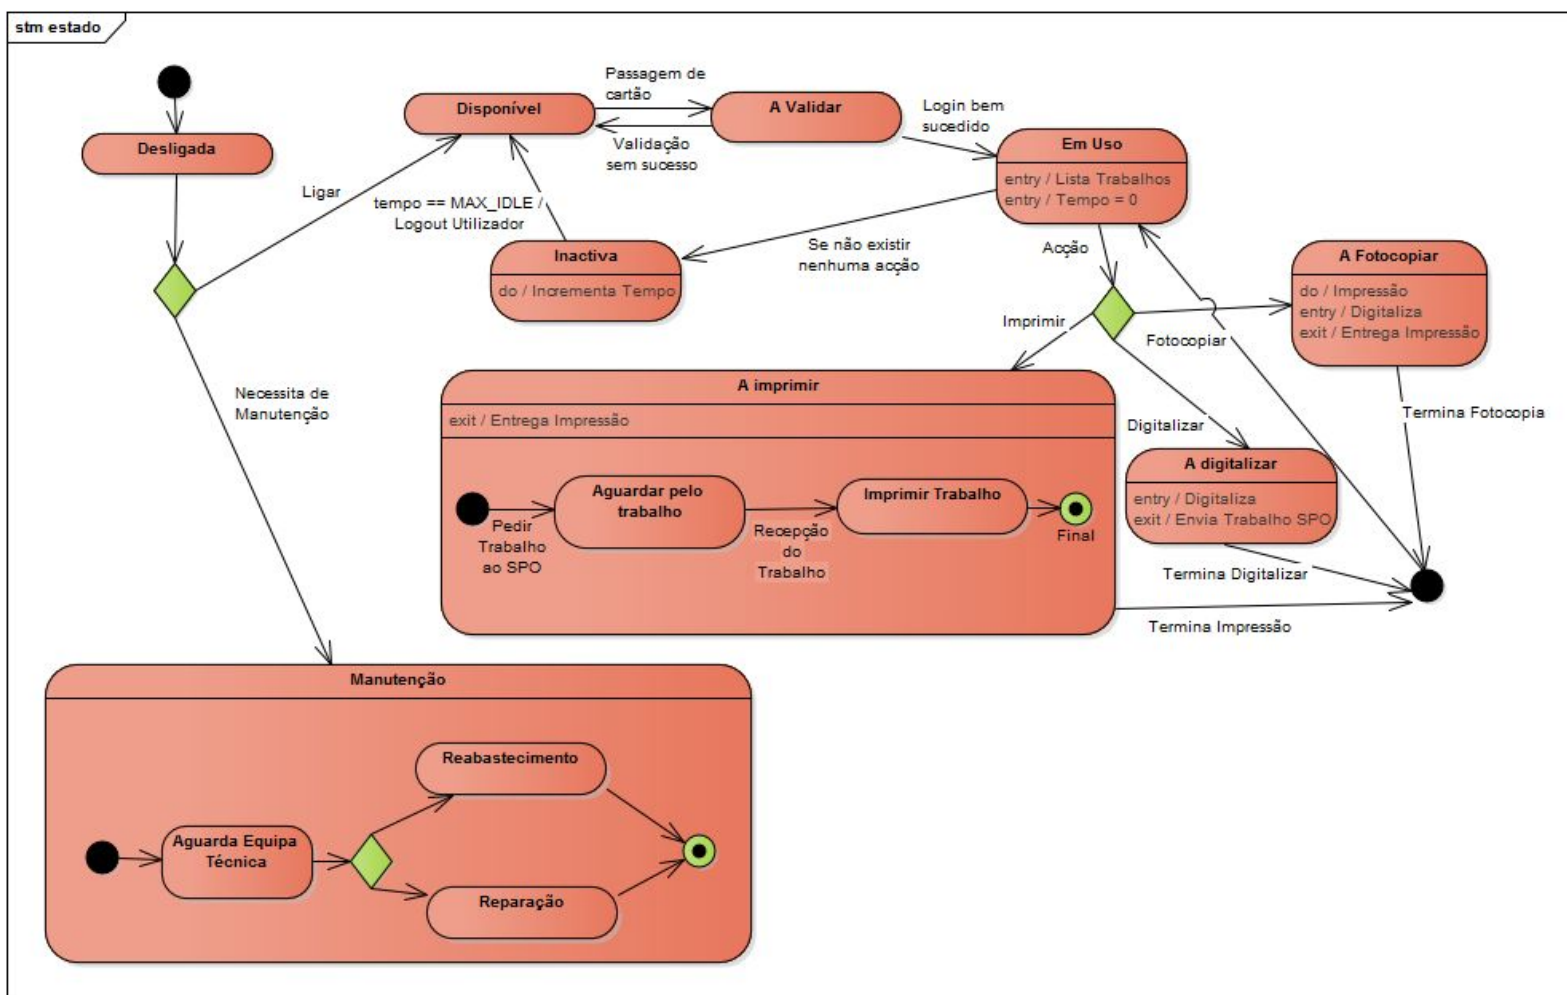 stm estado
Desligada
Ligar
Necessita de
Manutenção
Disponível
Passagem de
cartão
Validação
sem sucesso
A Validar
Login bem
sucedido
Em Uso
entry / Lista Trabalhos
entry / Tempo = 0
tempo == MAX_IDLE /
Logout Utilizador
Inactiva
do / Incrementa Tempo
Se não existir
nenhuma acção
Acção
Imprimir
Fotocopiar
Digitalizar
A Fotocopiar
do / Impressão
entry / Digitaliza
exit / Entrega Impressão
Termina Fotocopia
A imprimir
exit / Entrega Impressão
Pedir
Trabalho
ao SPO
Aguardar pelo
trabalho
Recepção
do
Trabalho
Imprimir Trabalho
Final
A digitalizar
entry / Digitaliza
exit / Envia Trabalho SPO
Termina Digitalizar
Termina Impressão
Manutenção
Aguarda Equipa
Técnica
Reabastecimento
Reparação